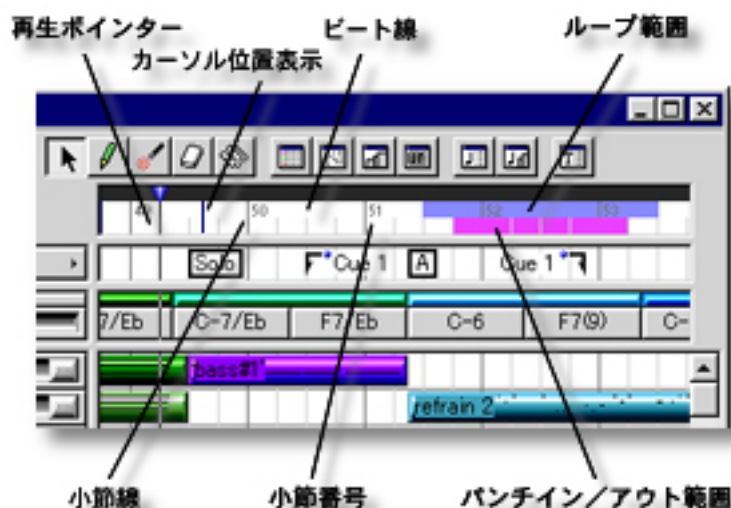 再生ポインター
ビート線
ループ範囲
カーソル位置表示
49 50 51 52 53
Solo Cue 1 A Cue 1
7/Eb C-7/Eb F7/Eb C-6 F7(9) C-
bass#1
refrain 2
小節線
小節番号
パンチイン／アウト範囲